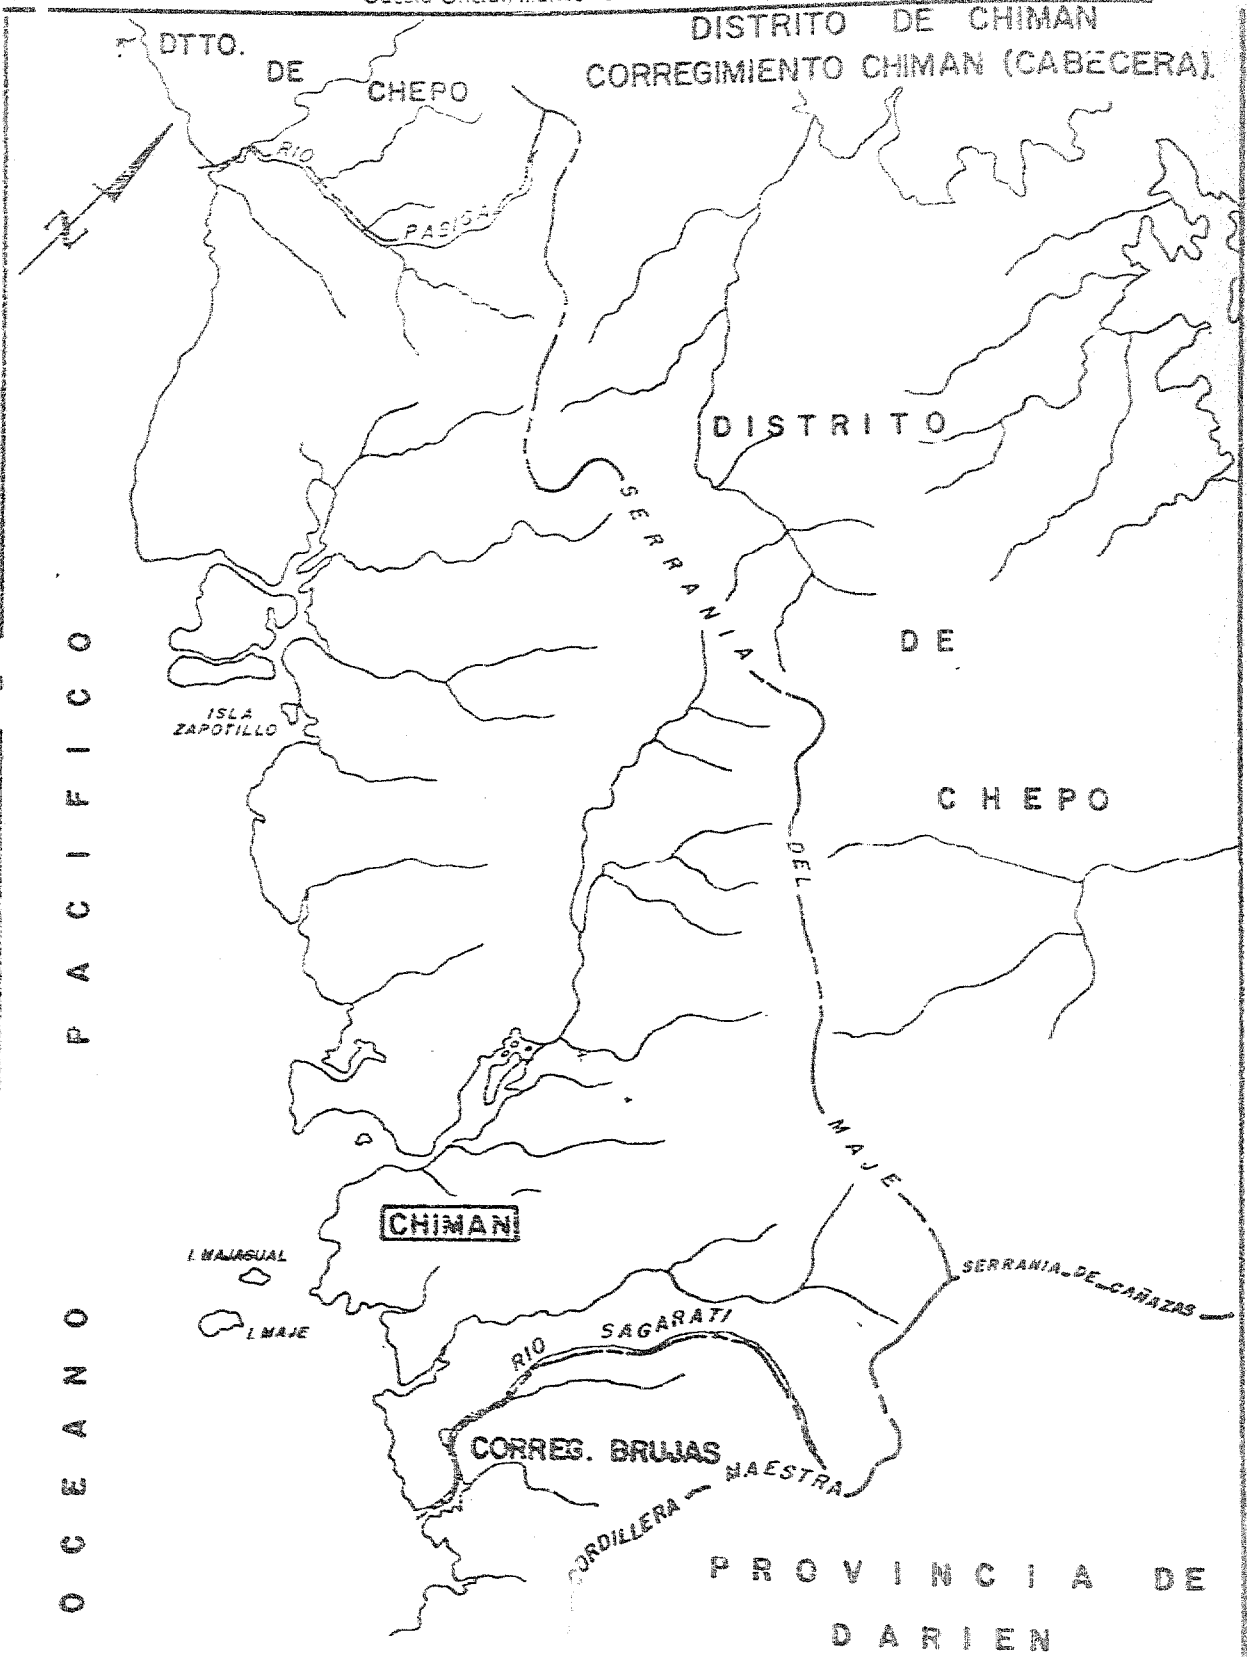 DISTRITO DE CHIMAN
CORREGIMIENTO CHIMAN (CABECERA).
DTTO.
DE
CHEPO
RIO
PASIGA
N
DISTRITO
DE
CHEPO
SERRANIA
DEL
MAJE
ISLA
ZAPOTILLO
OCEANO PACIFICO
CHIMAN
I. MAJAGUAL
I. MAJE
SERRANIA DE CAÑAZAS
RIO SAGARATI
CORREG. BRUJAS
CORDILLERA MAESTRA
PROVINCIA DE
DARIEN